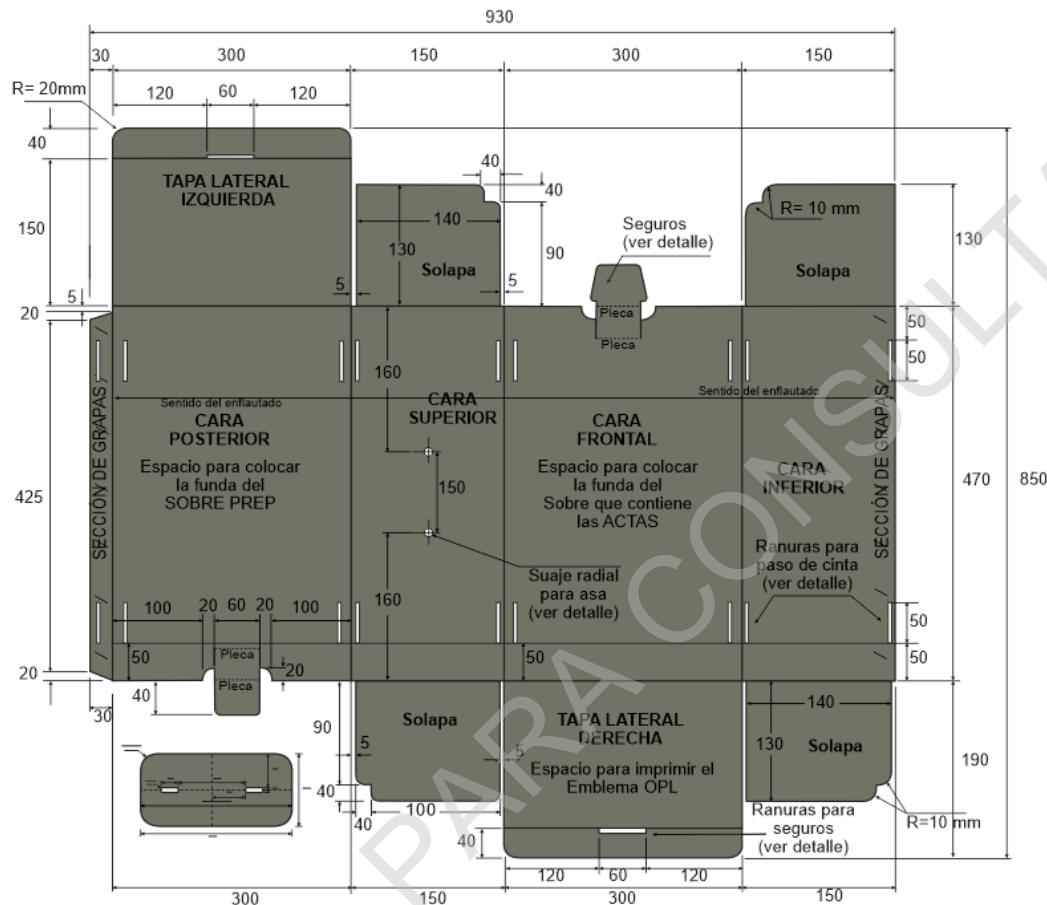 930
30
300
150
300
150
R= 20mm
120
60
120
40
TAPA LATERAL
IZQUIERDA
150
40
40
140
130
90
Solapa
5
5
Seguros
(ver detalle)
R= 10 mm
130
Solapa
5
20
Pleca
Pleca
50
50
160
Sentido del enflautado
Sentido del enflautado
SECCIÓN DE GRAPAS
CARA
POSTERIOR
Espacio para colocar
la funda del
SOBRE PREP
CARA
SUPERIOR
CARA
FRONTAL
Espacio para colocar
la funda del
Sobre que contiene
las ACTAS
CARA
INFERIOR
SECCIÓN DE GRAPAS
425
150
470
850
Ranuras para
paso de cinta
(ver detalle)
Suaje radial
para asa
(ver detalle)
160
100
20
60
20
100
50
50
50
50
20
Pleca
Pleca
20
40
30
90
Solapa
5
40
40
100
TAPA LATERAL
DERECHA
5
Espacio para imprimir el
Emblema OPL
140
130
Solapa
190
R=10 mm
Ranuras para
seguros
(ver detalle)
40
120
60
120
300
150
300
150
PARA CONSULT